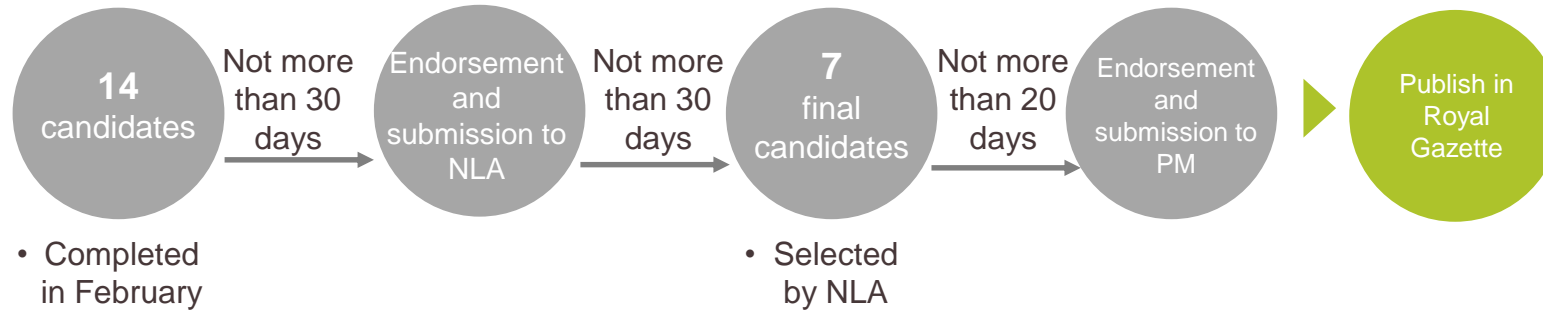 14
candidates
Not more
than 30
days
Endorsement
and
submission to
NLA
Not more
than 30
days
7
final
candidates
Not more
than 20
days
Endorsement
and
submission to
PM
Publish in
Royal
Gazette
• Completed
in February
• Selected
by NLA